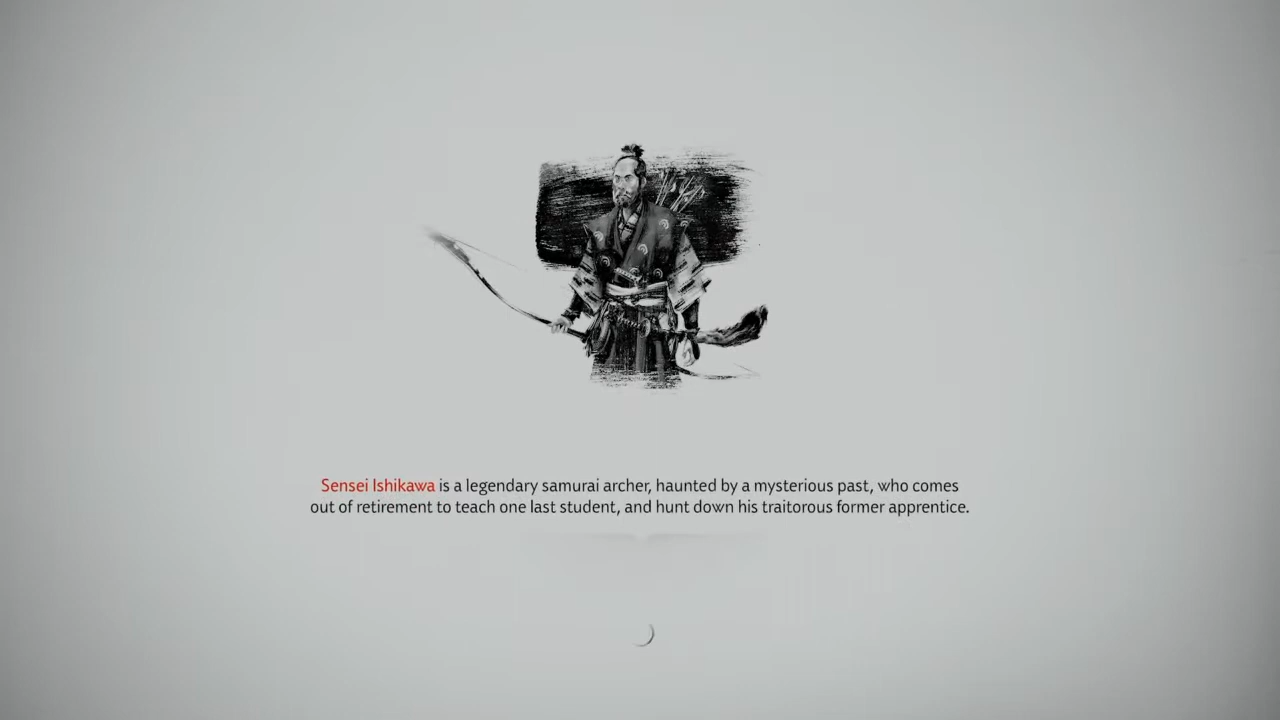 Sensei Ishikawa is a legendary samurai archer, haunted by a mysterious past, who comes
out of retirement to teach one last student, and hunt down his traitorous former apprentice.